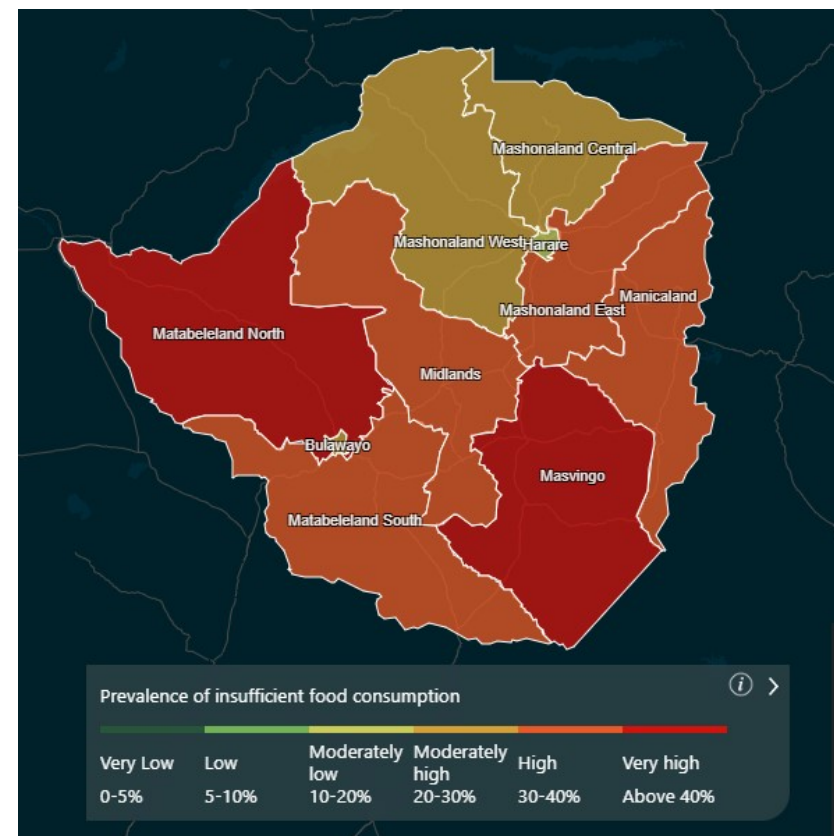 Mashonaland Central
Mashonaland West
Harare
Manicaland
Mashonaland East
Matabeleland North
Midlands
Bulawayo
Masvingo
Matabeleland South
Prevalence of insufficient food consumption
i
Very Low
0-5%
Low
5-10%
Moderately
low
10-20%
Moderately
high
20-30%
High
30-40%
Very high
Above 40%